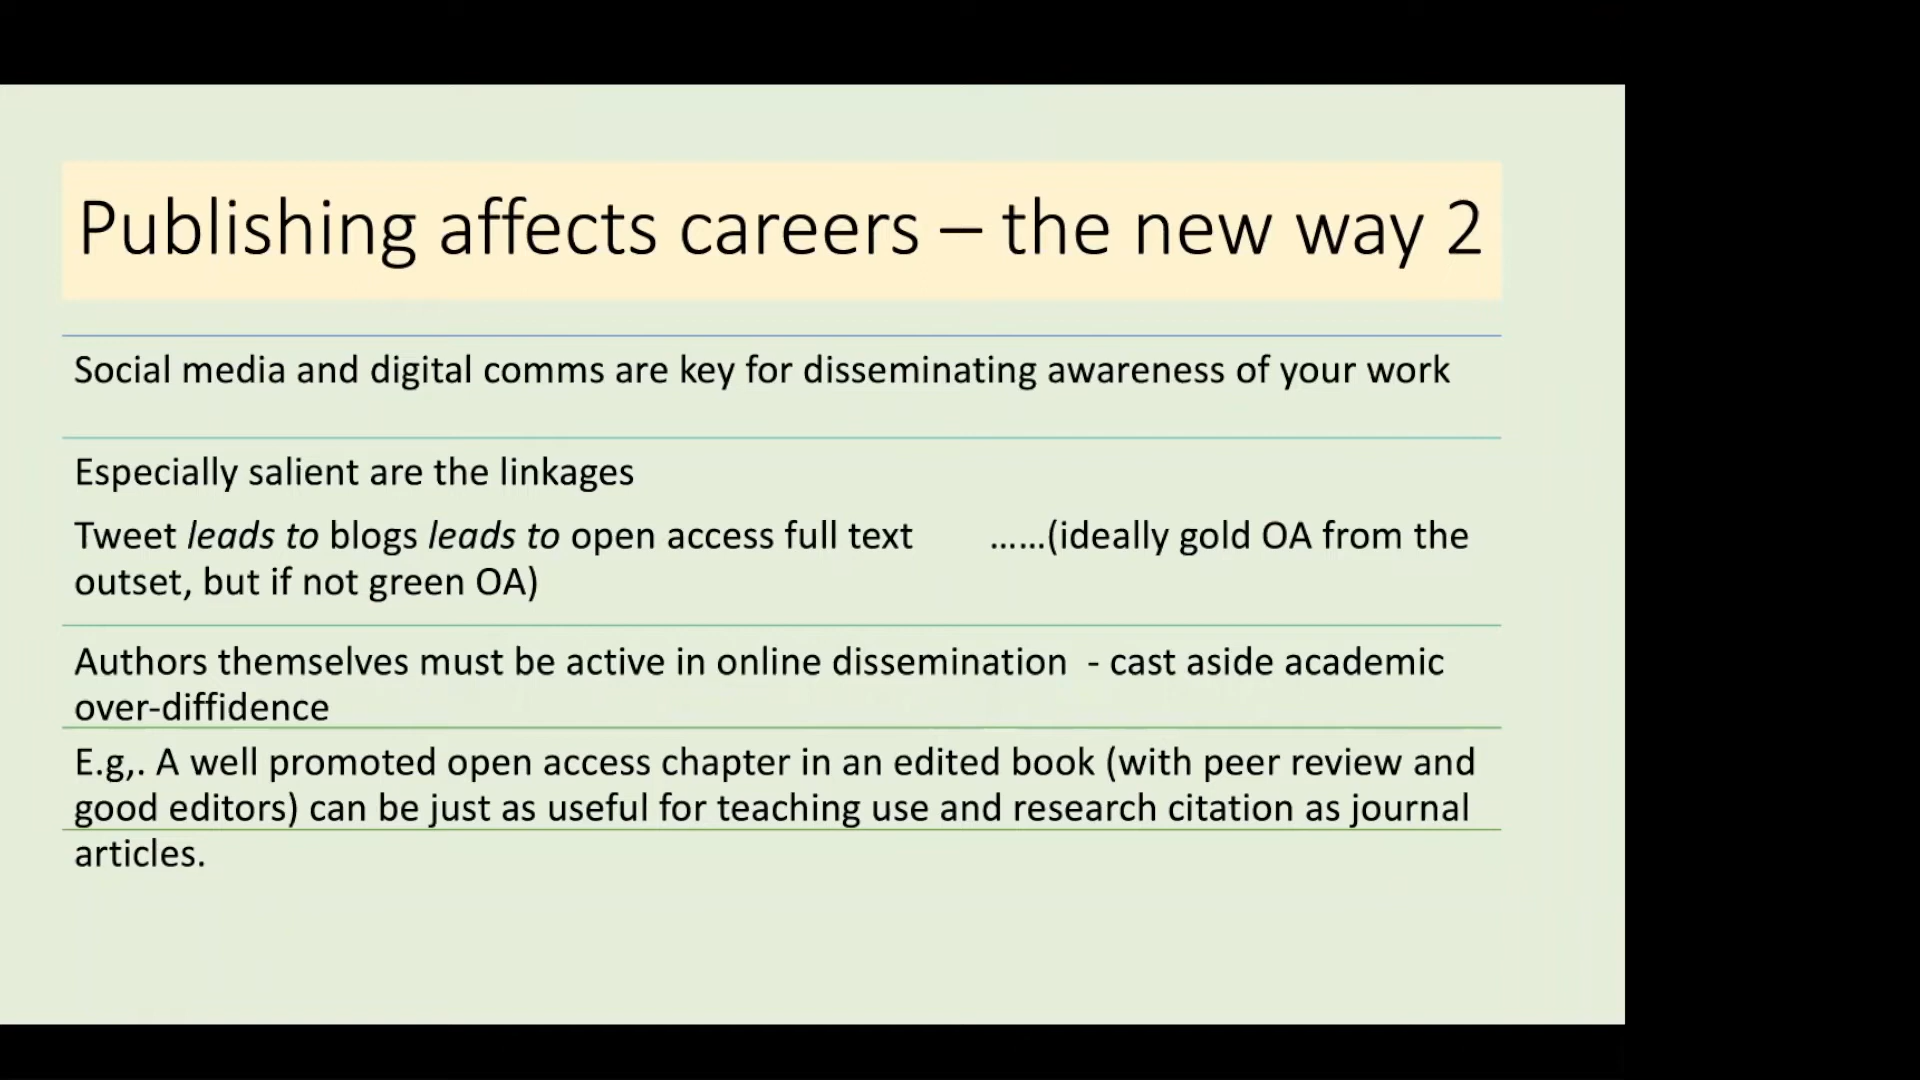 Publishing affects careers – the new way 2
Social media and digital comms are key for disseminating awareness of your work
Especially salient are the linkages
Tweet leads to blogs leads to open access full text ……(ideally gold OA from the
outset, but if not green OA)
Authors themselves must be active in online dissemination - cast aside academic
over-diffidence
E.g,. A well promoted open access chapter in an edited book (with peer review and
good editors) can be just as useful for teaching use and research citation as journal
articles.